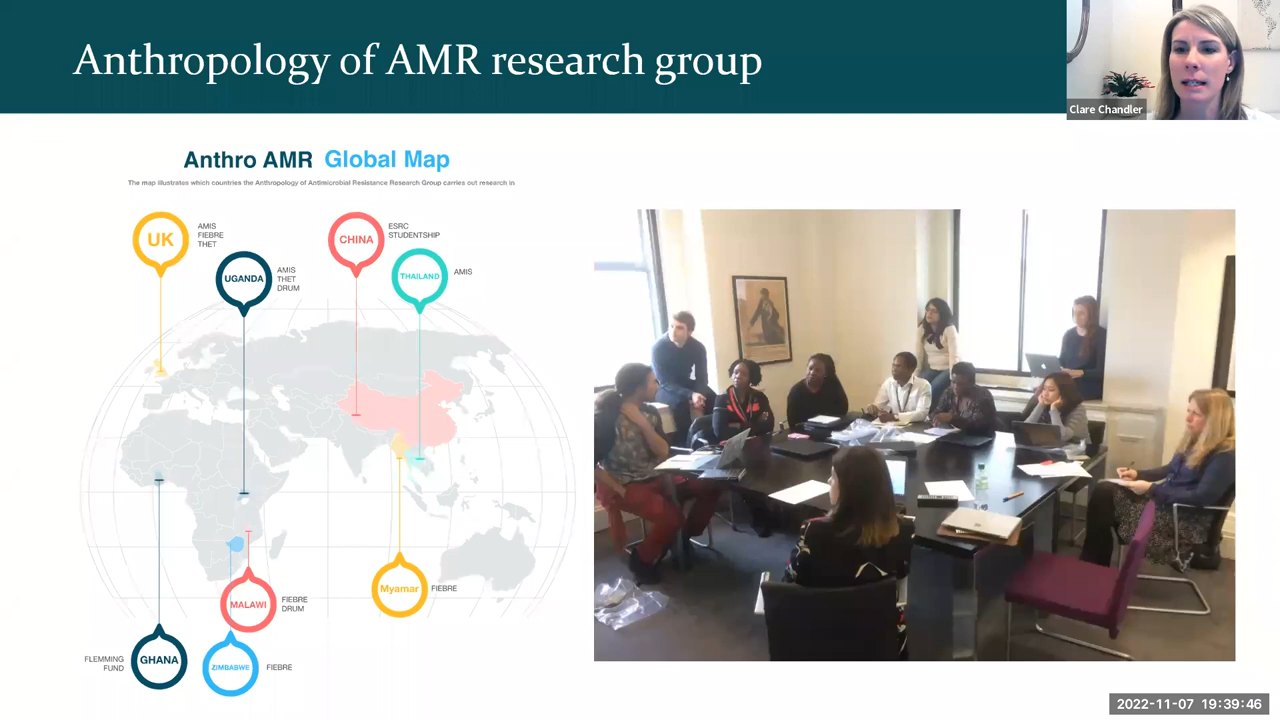 Anthropology of AMR research group
Clare Chandler
Anthro AMR Global Map
The map illustrates which countries the Anthropology of Antimicrobial Resistance Research Group carries out research in
UK
AMIS
FIEBRE
THET
UGANDA
AMIS
THET
DRUM
CHINA
ESRC
STUDENTSHIP
THAILAND
AMIS
Myamar
FIEBRE
MALAWI
FIEBRE
DRUM
FLEMMING
FUND
GHANA
ZIMBABWE
FIEBRE
2022-11-07 19:39:46